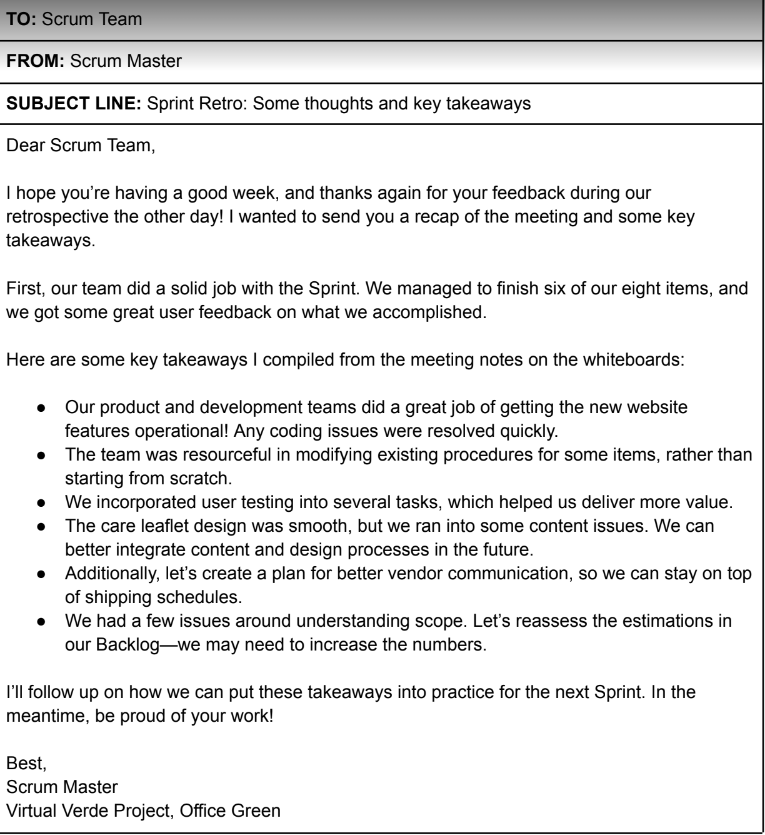 TO: Scrum Team
FROM: Scrum Master
SUBJECT LINE: Sprint Retro: Some thoughts and key takeaways
Dear Scrum Team,
I hope you're having a good week, and thanks again for your feedback during our
retrospective the other day! I wanted to send you a recap of the meeting and some key
takeaways.
First, our team did a solid job with the Sprint. We managed to finish six of our eight items, and
we got some great user feedback on what we accomplished.
Here are some key takeaways I compiled from the meeting notes on the whiteboards:
● Our product and development teams did a great job of getting the new website
features operational! Any coding issues were resolved quickly.
● The team was resourceful in modifying existing procedures for some items, rather than
starting from scratch.
● We incorporated user testing into several tasks, which helped us deliver more value.
● The care leaflet design was smooth, but we ran into some content issues. We can
better integrate content and design processes in the future.
● Additionally, let's create a plan for better vendor communication, so we can stay on top
of shipping schedules.
● We had a few issues around understanding scope. Let's reassess the estimations in
our Backlog—we may need to increase the numbers.
I'll follow up on how we can put these takeaways into practice for the next Sprint. In the
meantime, be proud of your work!
Best,
Scrum Master
Virtual Verde Project, Office Green